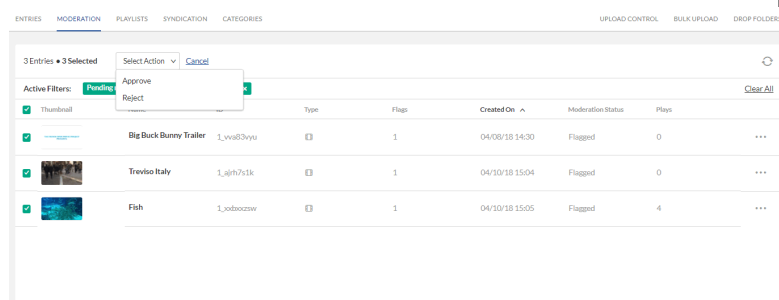 ENTRIES MODERATION PLAYLISTS SYNDICATION CATEGORIES UPLOAD CONTROL BULK UPLOAD DROP FOLDERS
3 Entries • 3 Selected Select Action Cancel
Approve
Active Filters: Pending Clear All
Reject
Thumbnail Type Flags Created On Moderation Status Plays
Big Buck Bunny Trailer 1_vva83vyu 1 04/08/18 14:30 Flagged 0
Treviso Italy 1_ajrh7s1k 1 04/10/18 15:04 Flagged 0
Fish 1_xxbxxzsw 1 04/10/18 15:05 Flagged 4